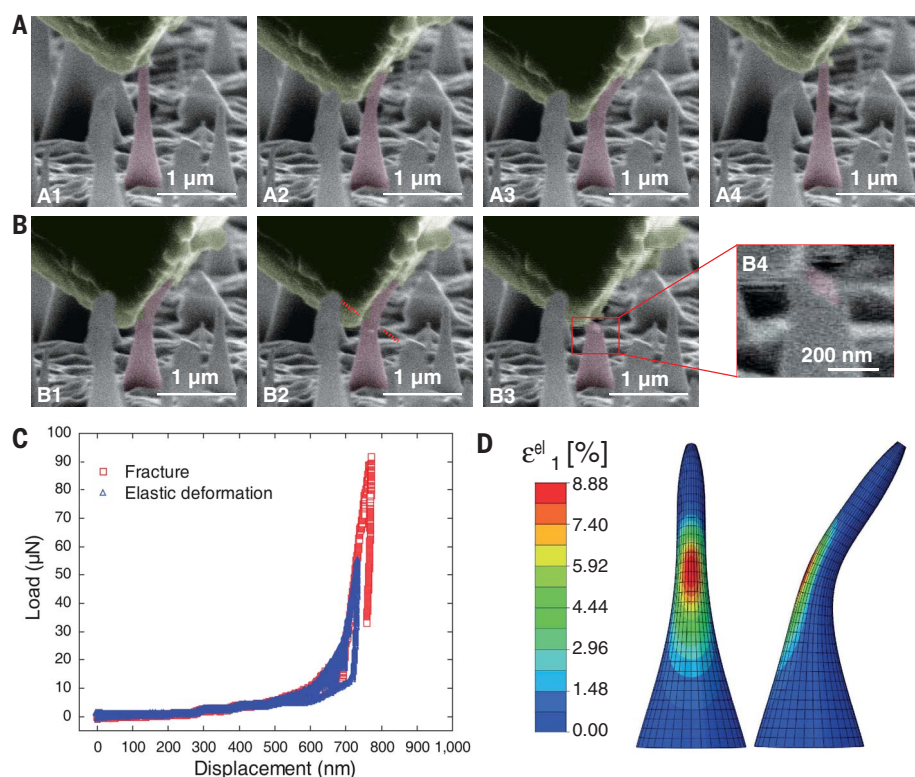 A
A1
1 µm
A2
1 µm
A3
1 µm
A4
1 µm
B
B1
1 µm
B2
1 µm
B3
1 µm
B4
200 nm
C
100
90
80
70
60
50
40
30
20
10
0
Load (µN)
Fracture
Elastic deformation
0 100 200 300 400 500 600 700 800 900 1,000
Displacement (nm)
D
ε^el_1 [%]
8.88
7.40
5.92
4.44
2.96
1.48
0.00